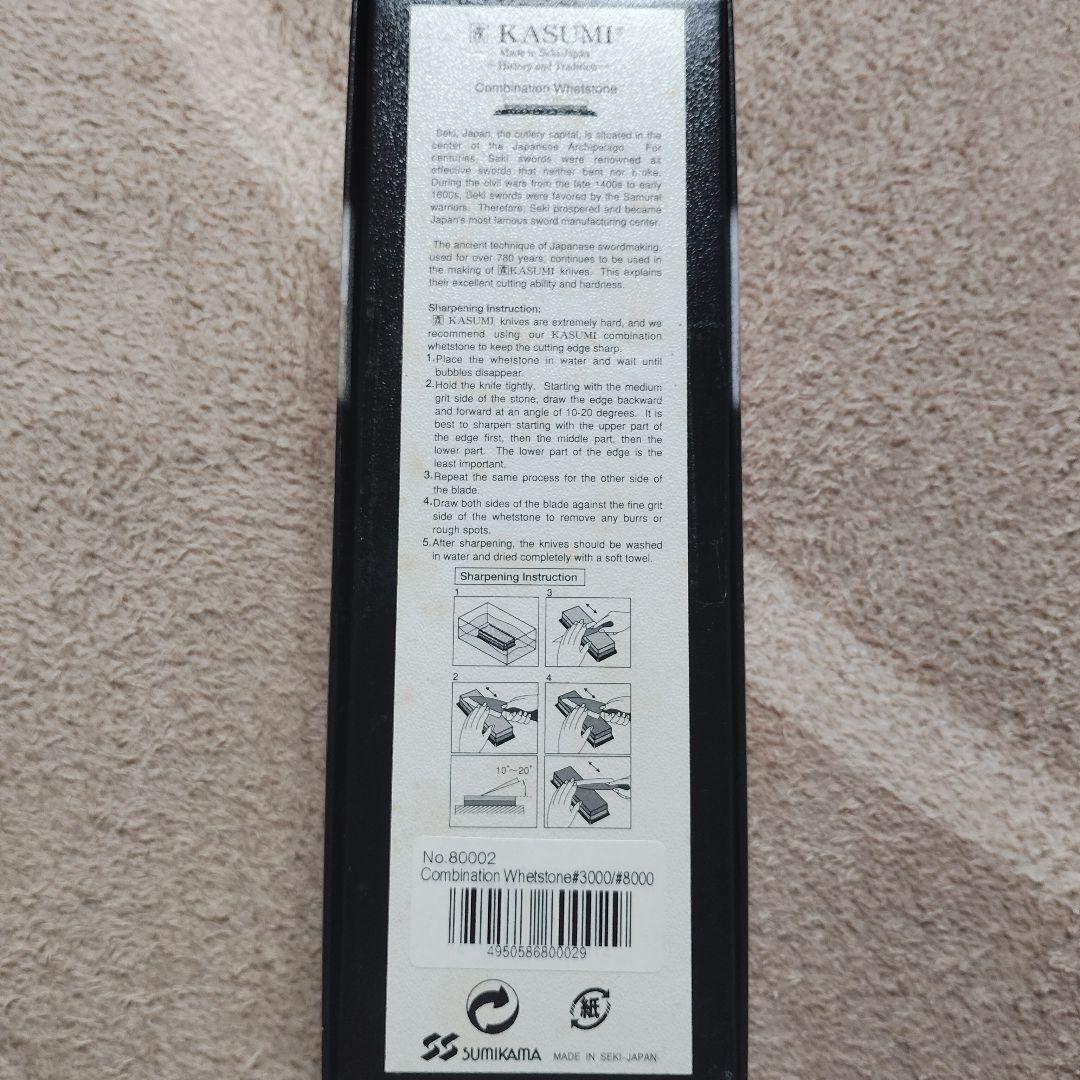 霞 KASUMI®
Made in Seki-Japan
History and Tradition
Combination Whetstone
Seki, Japan, the cutlery capital, is situated in the
center of the Japanese Archipelago. For
centuries, Seki swords were renowned as
effective swords that neither bent nor broke.
During the civil wars from the late 1400s to early
1600s, Seki swords were favored by the Samurai
warriors. Therefore, Seki prospered and became
Japan's most famous sword manufacturing center.
The ancient technique of Japanese swordmaking,
used for over 780 years, continues to be used in
the making of 霞KASUMI knives. This explains
their excellent cutting ability and hardness.
Sharpening Instruction:
霞 KASUMI knives are extremely hard, and we
recommend using our KASUMI combination
whetstone to keep the cutting edge sharp.
1.Place the whetstone in water and wait until
bubbles disappear.
2.Hold the knife tightly. Starting with the medium
grit side of the stone, draw the edge backward
and forward at an angle of 10-20 degrees. It is
best to sharpen starting with the upper part of
the edge first, then the middle part, then the
lower part. The lower part of the edge is the
least important.
3.Repeat the same process for the other side of
the blade.
4.Draw both sides of the blade against the fine grit
side of the whetstone to remove any burrs or
rough spots.
5.After sharpening, the knives should be washed
in water and dried completely with a soft towel.
Sharpening Instruction
1 3
2 4
10°~20°
No.80002
Combination Whetstone#3000/#8000
4950586800029
紙
SUMIKAMA MADE IN SEKI-JAPAN